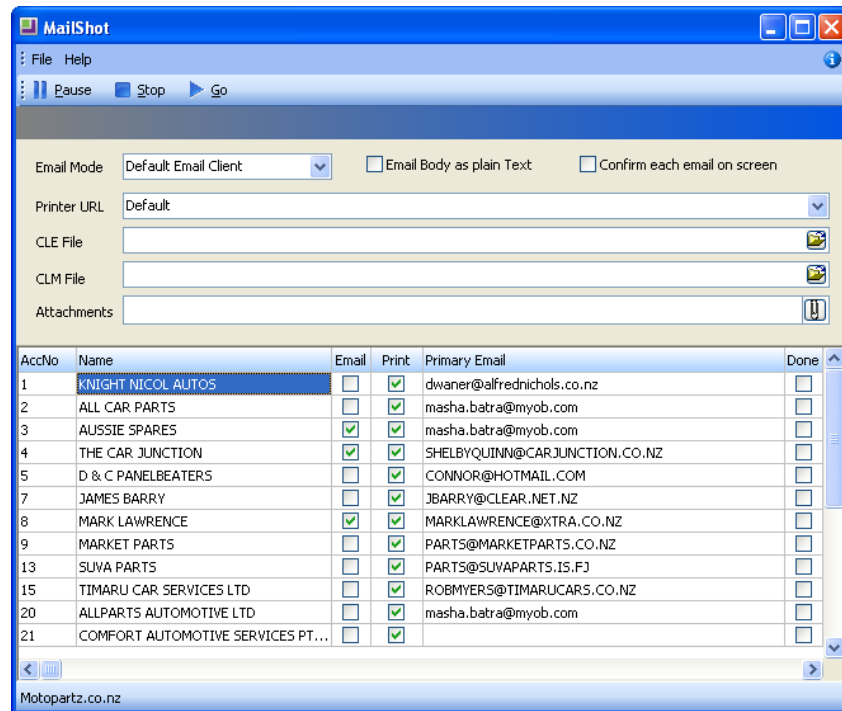 MailShot
File Help
Pause Stop Go
Email Mode Default Email Client Email Body as plain Text Confirm each email on screen
Printer URL Default
CLE File
CLM File
Attachments
AccNo Name Email Print Primary Email Done
1 KNIGHT NICOL AUTOS dwaner@alfrednichols.co.nz
2 ALL CAR PARTS masha.batra@myob.com
3 AUSSIE SPARES masha.batra@myob.com
4 THE CAR JUNCTION SHELBYQUINN@CARJUNCTION.CO.NZ
5 D & C PANELBEATERS CONNOR@HOTMAIL.COM
7 JAMES BARRY JBARRY@CLEAR.NET.NZ
8 MARK LAWRENCE MARKLAWRENCE@XTRA.CO.NZ
9 MARKET PARTS PARTS@MARKETPARTS.CO.NZ
13 SUVA PARTS PARTS@SUVAPARTS.IS.FJ
15 TIMARU CAR SERVICES LTD ROBMYERS@TIMARUCARS.CO.NZ
20 ALLPARTS AUTOMOTIVE LTD masha.batra@myob.com
21 COMFORT AUTOMOTIVE SERVICES PT...
Motopartz.co.nz